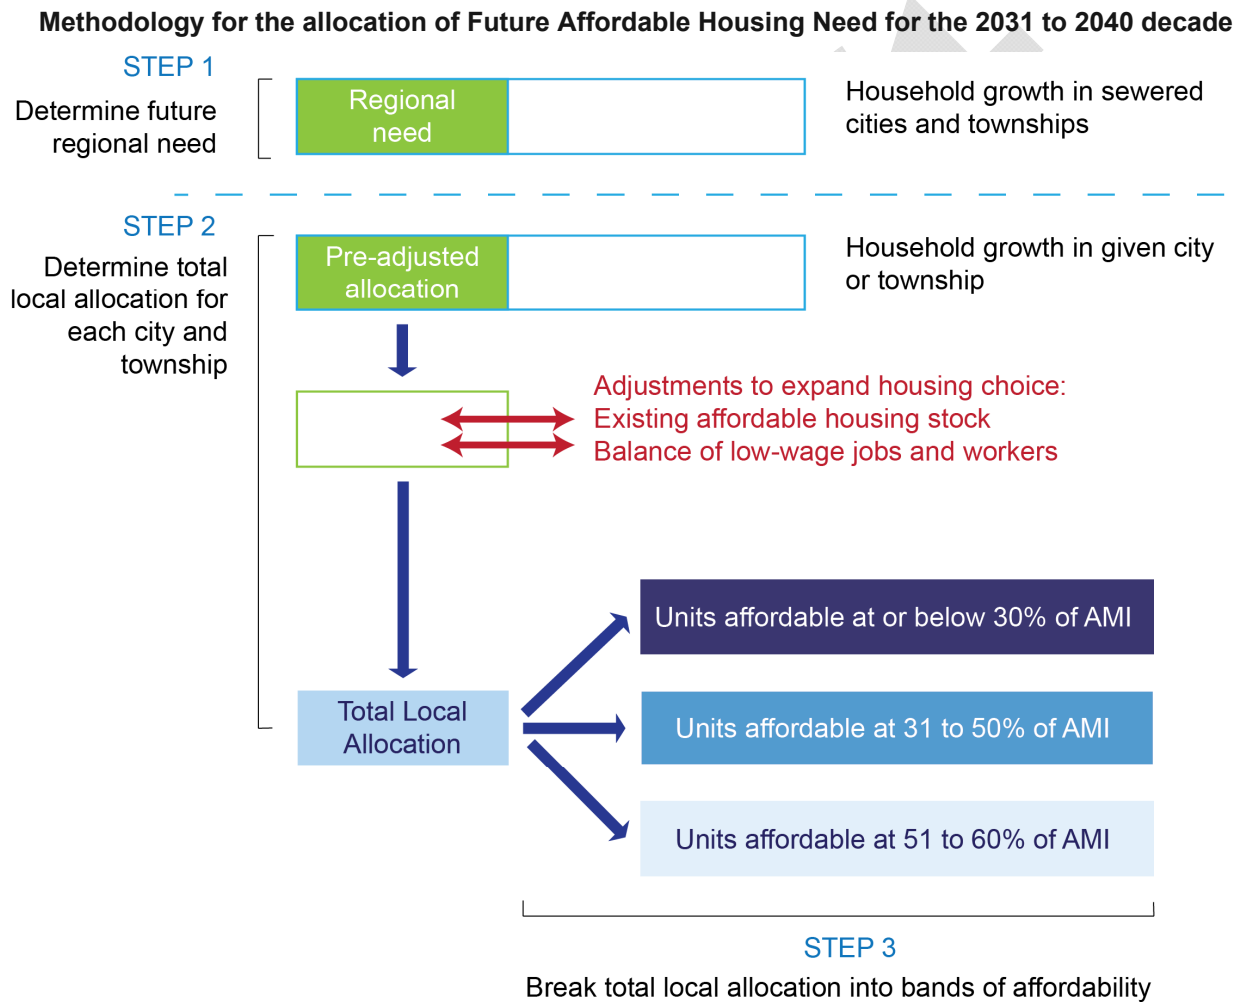 Methodology for the allocation of Future Affordable Housing Need for the 2031 to 2040 decade
STEP 1
Determine future
regional need
Regional
need
Household growth in sewered
cities and townships
STEP 2
Determine total
local allocation for
each city and
township
Pre-adjusted
allocation
Household growth in given city
or township
Adjustments to expand housing choice:
Existing affordable housing stock
Balance of low-wage jobs and workers
Total Local
Allocation
Units affordable at or below 30% of AMI
Units affordable at 31 to 50% of AMI
Units affordable at 51 to 60% of AMI
STEP 3
Break total local allocation into bands of affordability